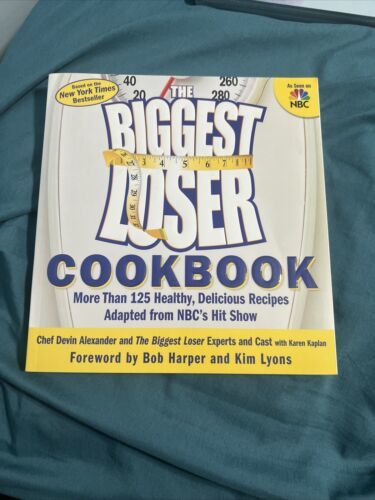 Based on the
New York Times
Bestseller
40
20
260
280
As Seen on
NBC
THE
BIGGEST
LOSER
COOKBOOK
More Than 125 Healthy, Delicious Recipes
Adapted from NBC's Hit Show
Chef Devin Alexander and The Biggest Loser Experts and Cast with Karen Kaplan
Foreword by Bob Harper and Kim Lyons